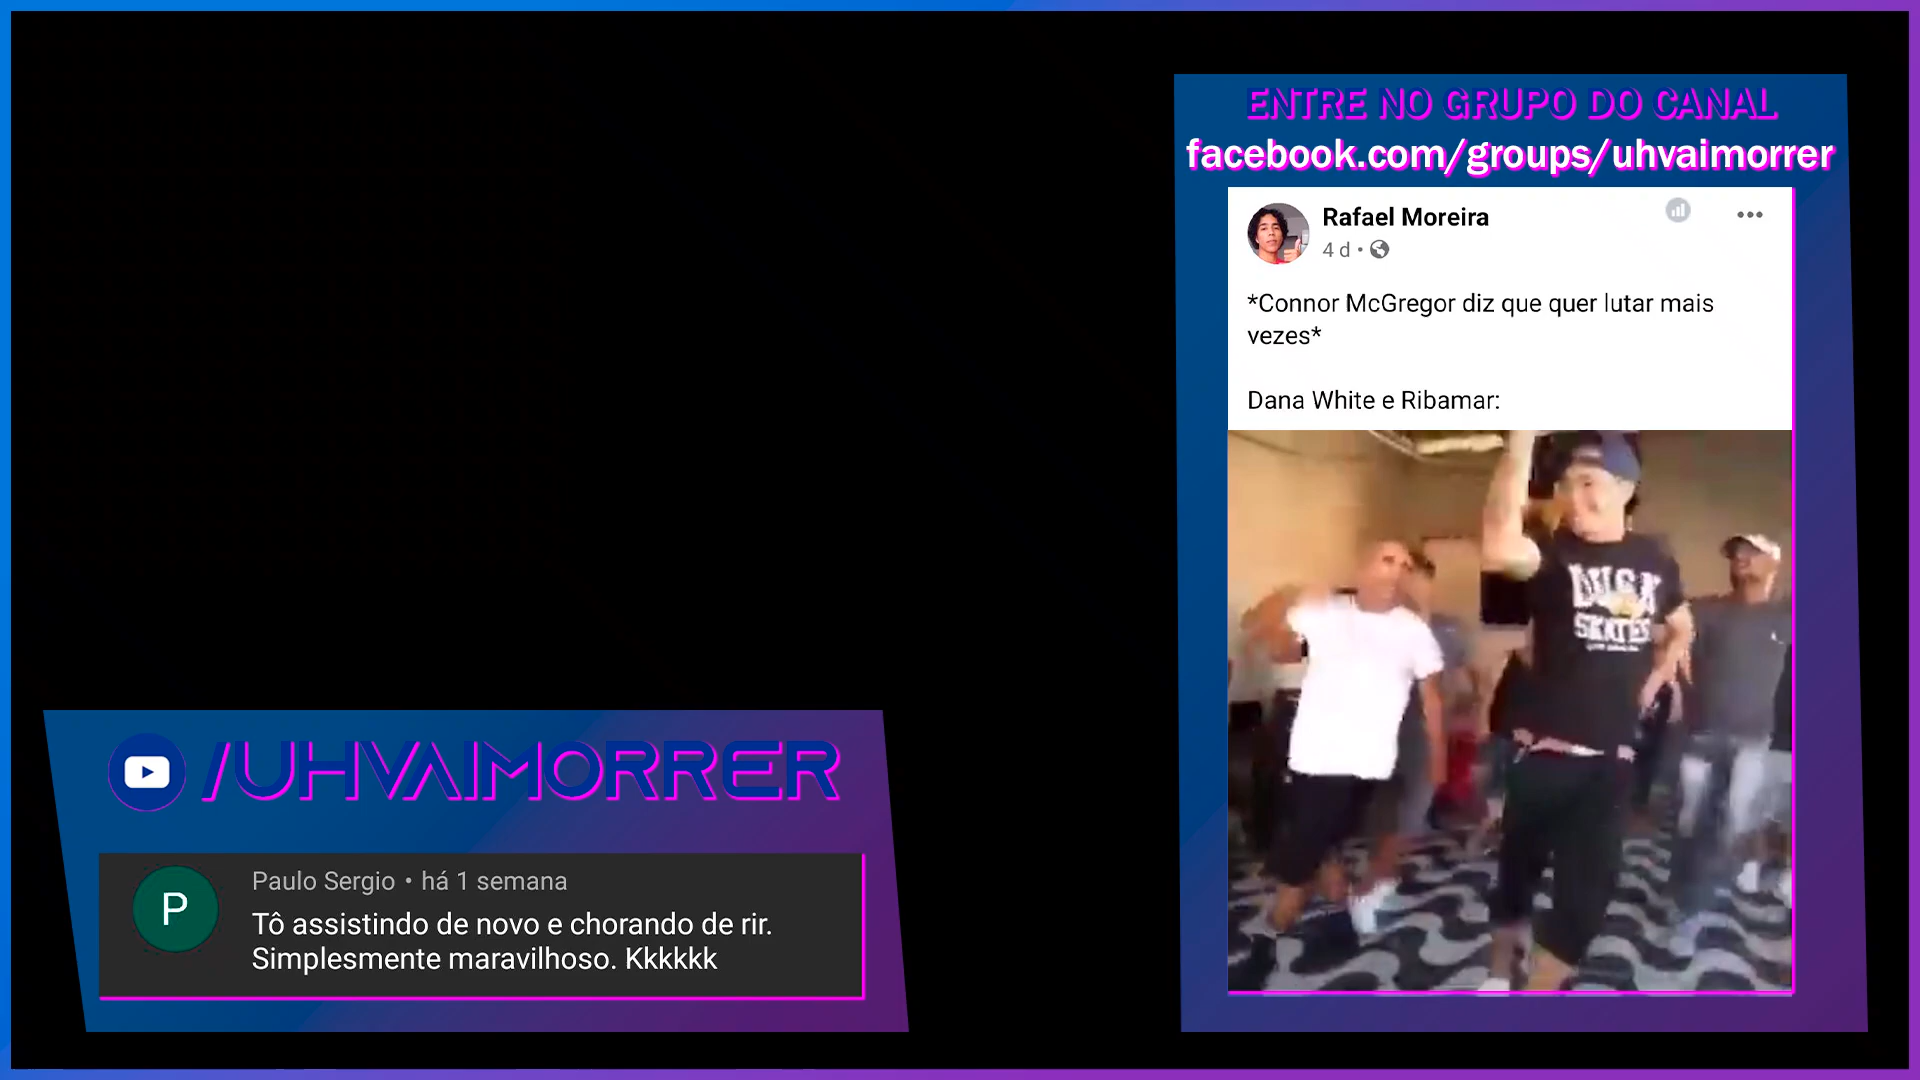 ENTRE NO GRUPO DO CANAL
facebook.com/groups/uhvaimorrer
Rafael Moreira
4 d •
*Connor McGregor diz que quer lutar mais
vezes*
Dana White e Ribamar:
SKATES
/UHVAIMORRER
P
Paulo Sergio • há 1 semana
Tô assistindo de novo e chorando de rir.
Simplesmente maravilhoso. Kkkkkk